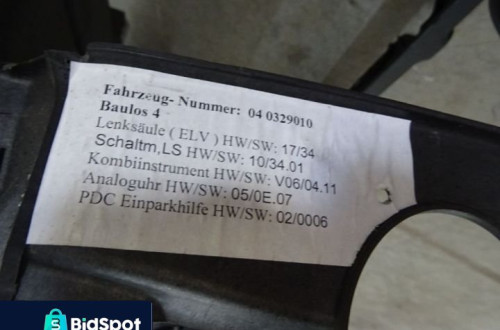 Fahrzeug- Nummer: 04 0329010
Baulos 4
Lenksäule ( ELV ) HW/SW: 17/34
Schaltm,LS HW/SW: 10/34.01
Kombiinstrument HW/SW: V06/04.11
Analoguhr HW/SW: 05/0E.07
PDC Einparkhilfe HW/SW: 02/0006
S BidSpot